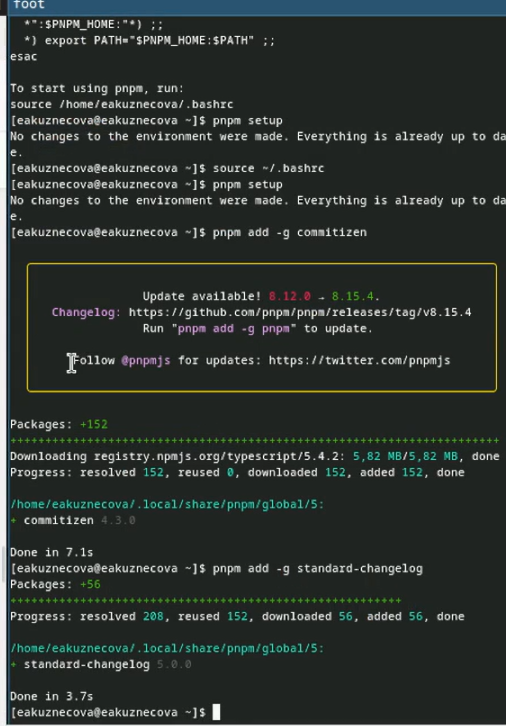 foot
*":$PNPM_HOME:"*) ;;
*) export PATH="$PNPM_HOME:$PATH" ;;
esac
To start using pnpm, run:
source /home/eakuznecova/.bashrc
[eakuznecova@eakuznecova ~]$ pnpm setup
No changes to the environment were made. Everything is already up to da
e.
[eakuznecova@eakuznecova ~]$ source ~/.bashrc
[eakuznecova@eakuznecova ~]$ pnpm setup
No changes to the environment were made. Everything is already up to da
e.
[eakuznecova@eakuznecova ~]$ pnpm add -g commitizen
Update available! 8.12.0 → 8.15.4.
Changelog: https://github.com/pnpm/pnpm/releases/tag/v8.15.4
Run "pnpm add -g pnpm" to update.
Follow @pnpmjs for updates: https://twitter.com/pnpmjs
Packages: +152
++++++++++++++++++++++++++++++++++++++++++++++++++++++++++++++++++++++
Downloading registry.npmjs.org/typescript/5.4.2: 5,82 MB/5,82 MB, done
Progress: resolved 152, reused 0, downloaded 152, added 152, done
/home/eakuznecova/.local/share/pnpm/global/5:
+ commitizen 4.3.0
Done in 7.1s
[eakuznecova@eakuznecova ~]$ pnpm add -g standard-changelog
Packages: +56
++++++++++++++++++++++++++++++++++++++++++++++++++++++++
Progress: resolved 208, reused 152, downloaded 56, added 56, done
/home/eakuznecova/.local/share/pnpm/global/5:
+ standard-changelog 5.0.0
Done in 3.7s
[eakuznecova@eakuznecova ~]$